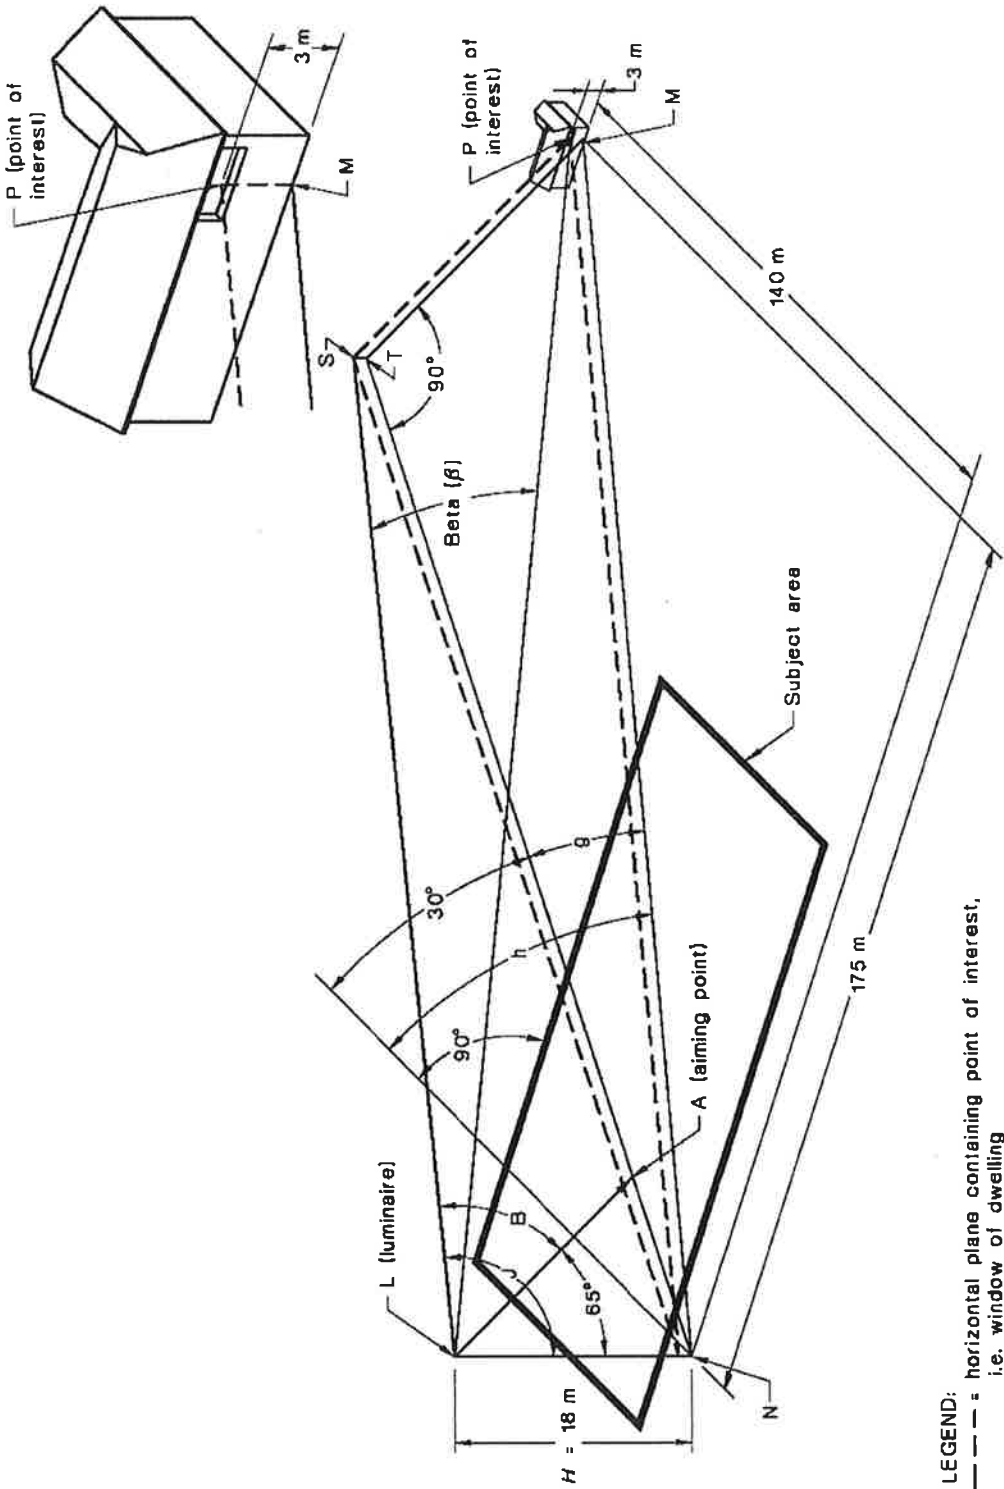 P (point of
interest)
3 m
M
P (point of
interest)
3 m
M
S
T
90°
Beta (β)
140 m
30°
g
h
90°
Subject area
L (luminaire)
B
J
65°
A (aiming point)
175 m
H = 18 m
N
LEGEND:
— — — = horizontal plane containing point of interest,
i.e. window of dwelling